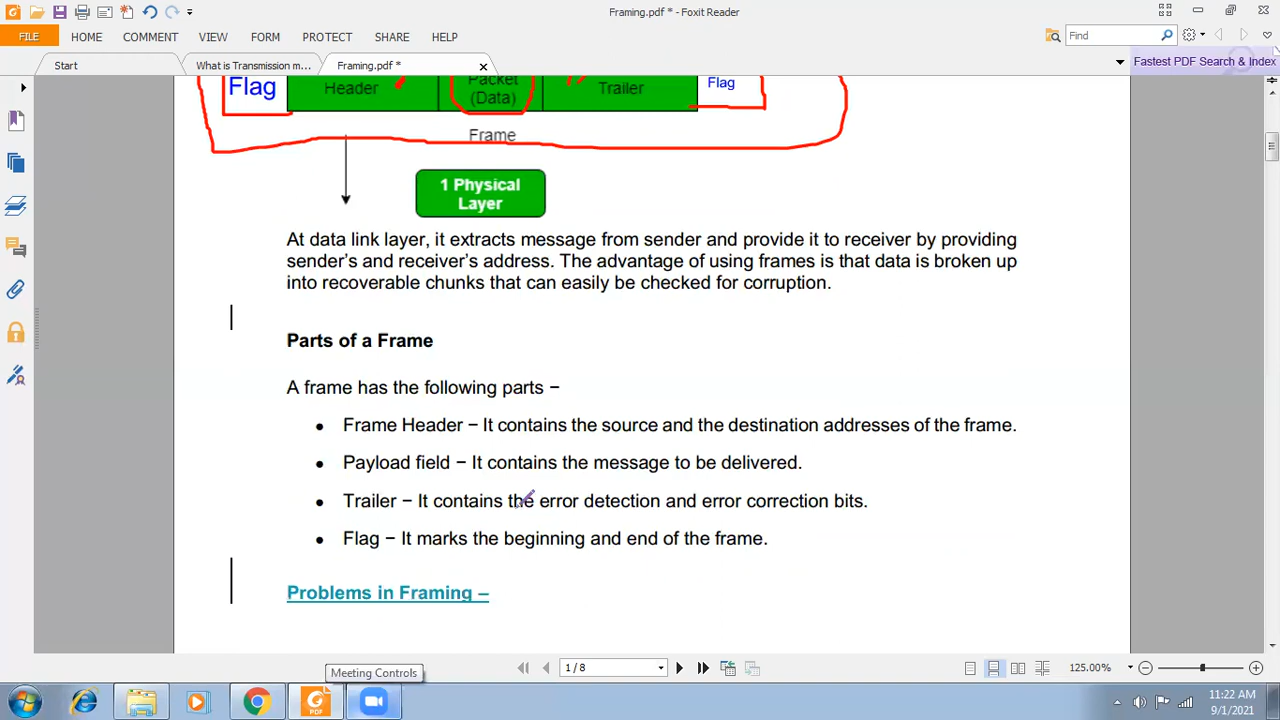 Framing.pdf * - Foxit Reader
FILE HOME COMMENT VIEW FORM PROTECT SHARE HELP Find
Start What is Transmission m... Framing.pdf * Fastest PDF Search & Index
Flag Header Packet (Data) Trailer Flag
Frame
1 Physical
Layer
At data link layer, it extracts message from sender and provide it to receiver by providing
sender's and receiver's address. The advantage of using frames is that data is broken up
into recoverable chunks that can easily be checked for corruption.
Parts of a Frame
A frame has the following parts −
• Frame Header − It contains the source and the destination addresses of the frame.
• Payload field − It contains the message to be delivered.
• Trailer − It contains the error detection and error correction bits.
• Flag − It marks the beginning and end of the frame.
Problems in Framing –
Meeting Controls
1 / 8 125.00%
PDF
11:22 AM
9/1/2021